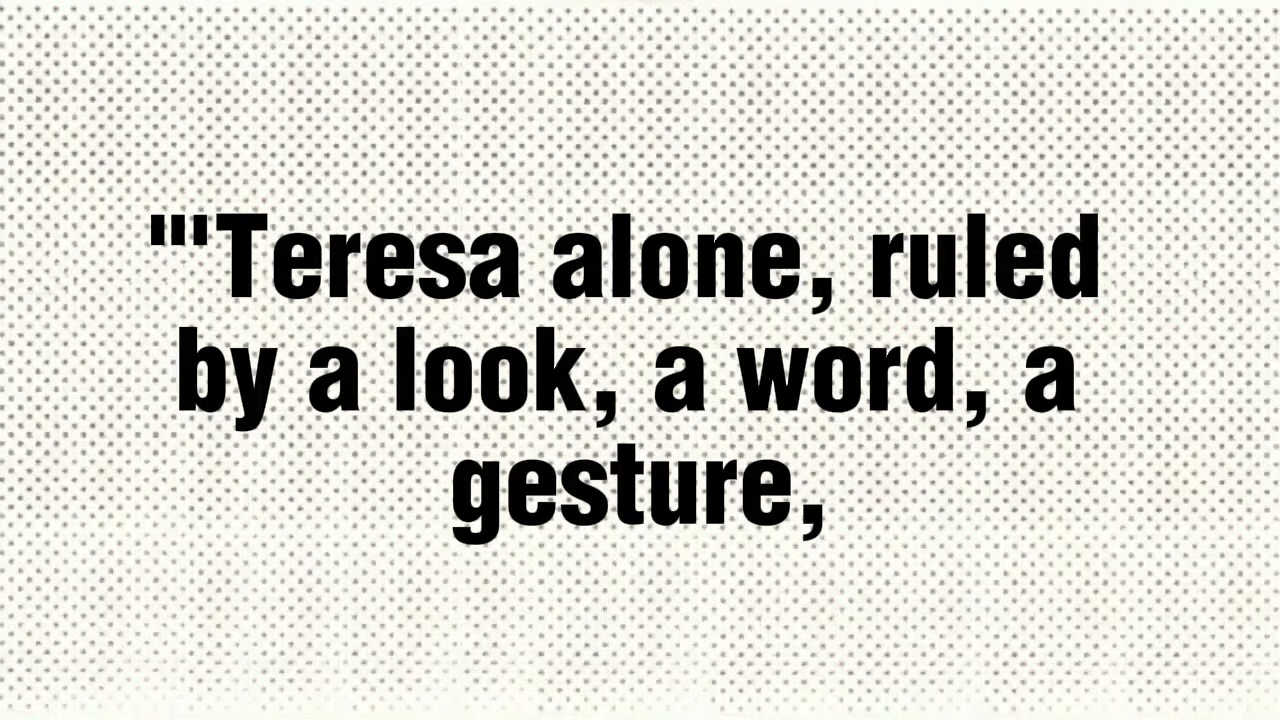 "'Teresa alone, ruled
by a look, a word, a
gesture,